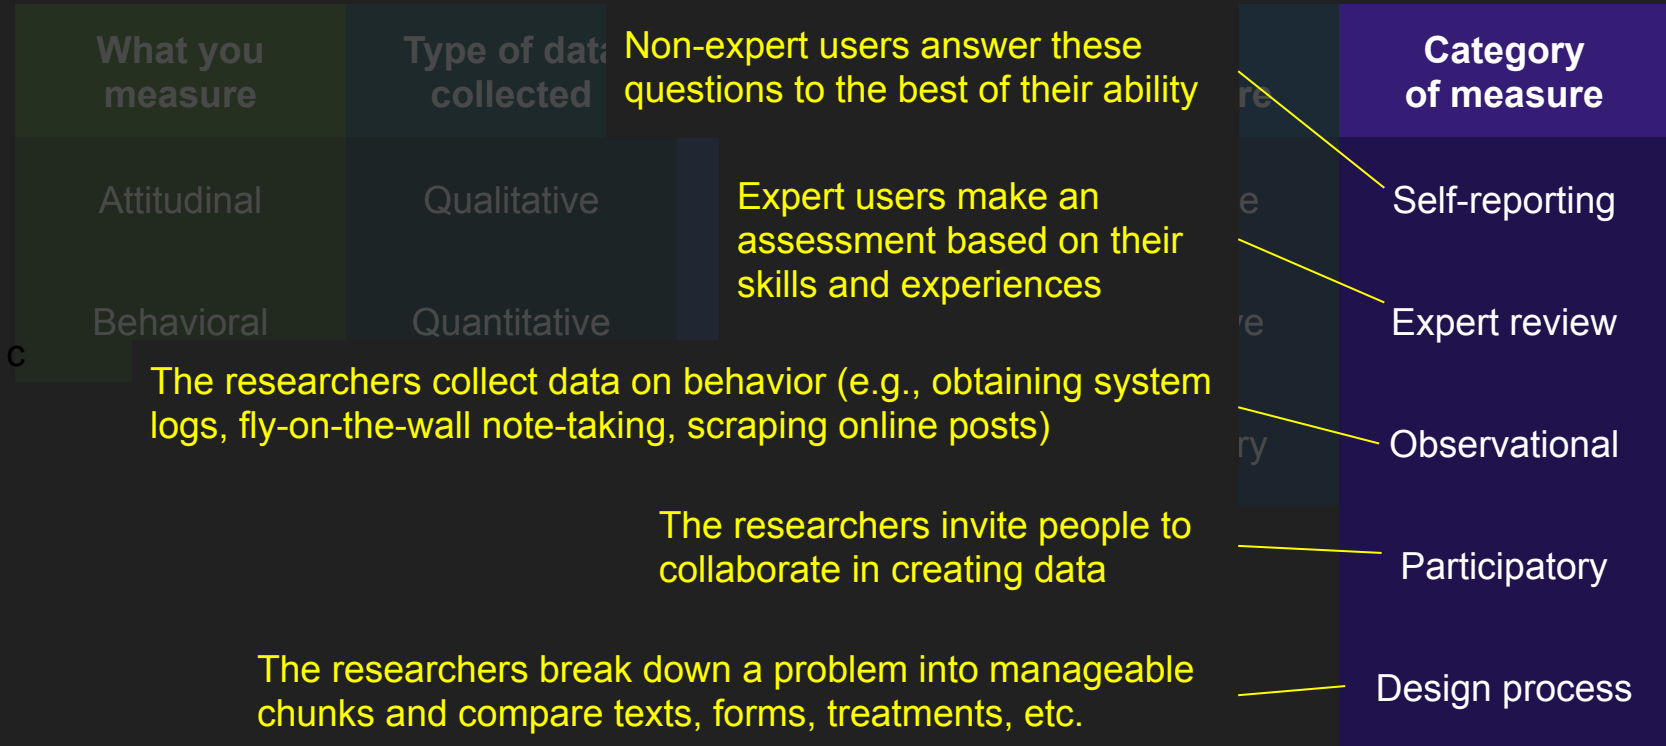 What you
measure
Type of data
collected
Non-expert users answer these
questions to the best of their ability
re
Category
of measure
Attitudinal
Qualitative
Expert users make an
assessment based on their
skills and experiences
e
Self-reporting
Behavioral
Quantitative
ve
Expert review
c
The researchers collect data on behavior (e.g., obtaining system
logs, fly-on-the-wall note-taking, scraping online posts)
ry
Observational
The researchers invite people to
collaborate in creating data
Participatory
The researchers break down a problem into manageable
chunks and compare texts, forms, treatments, etc.
Design process